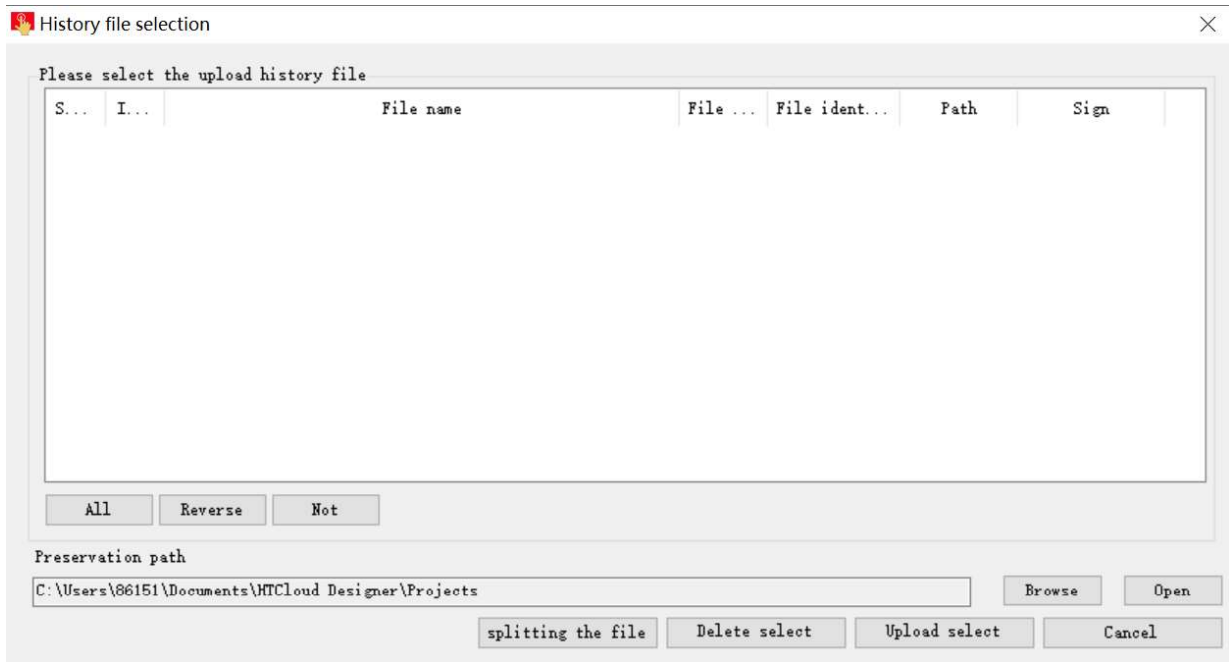 History file selection
Please select the upload history file
S... I... File name File ... File ident... Path Sign
All Reverse Not
Preservation path
C:\Users\86151\Documents\HTCloud Designer\Projects Browse Open
splitting the file Delete select Upload select Cancel